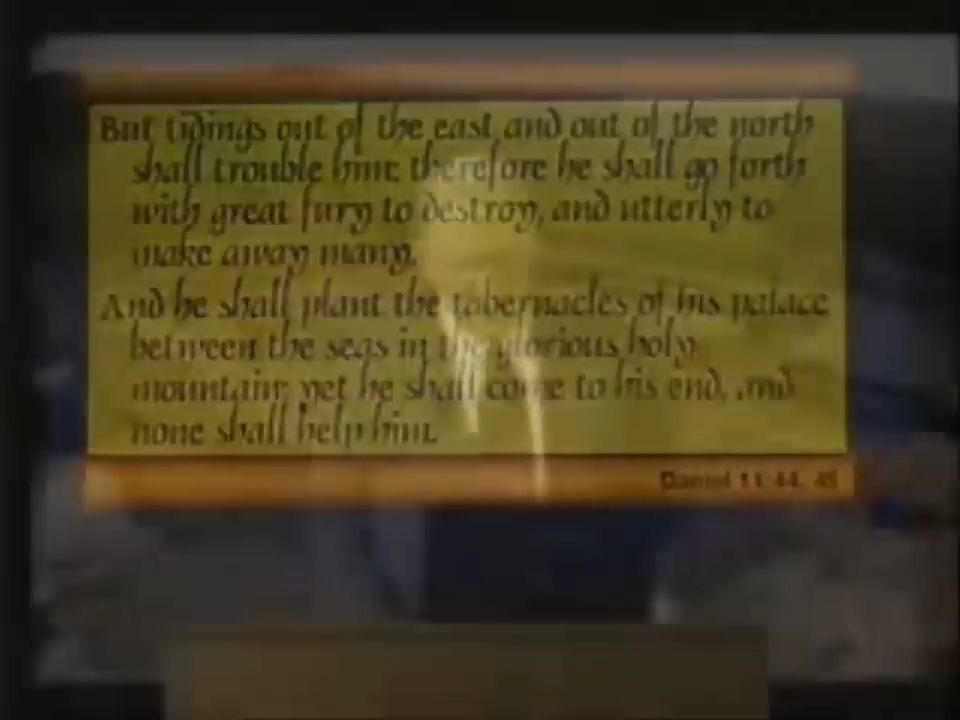 But tidings out of the east and out of the north
shall trouble him: therefore he shall go forth
with great fury to destroy, and utterly to
make away many.
And he shall plant the tabernacles of his palace
between the seas in the glorious holy
mountain; yet he shall come to his end, and
none shall help him.
Daniel 11:44, 45